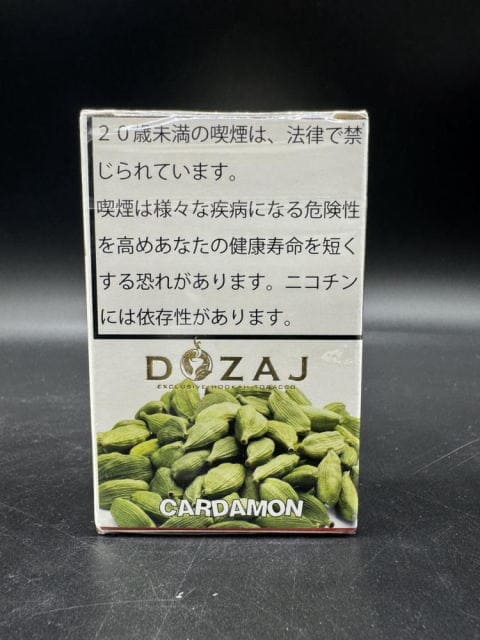 ２０歳未満の喫煙は、法律で禁
じられています。
喫煙は様々な疾病になる危険性
を高めあなたの健康寿命を短く
する恐れがあります。ニコチン
には依存性があります。
DOZAJ
EXCLUSIVE HOOKAH TOBACCO
CARDAMON